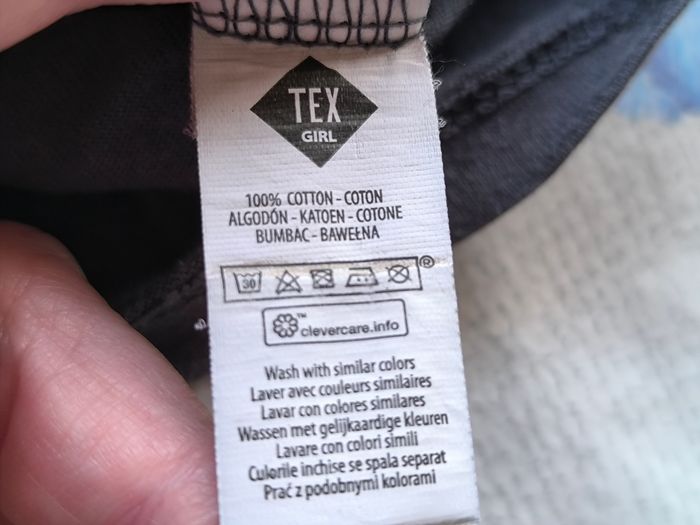 TEX
GIRL
100% COTTON - COTON
ALGODÓN - KATOEN - COTONE
BUMBAC - BAWEŁNA
30
®
™
clevercare.info
Wash with similar colors
Laver avec couleurs similaires
Lavar con colores similares
Wassen met gelijkaardige kleuren
Lavare con colori simili
Culorile inchise se spala separat
Prać z podobnymi kolorami